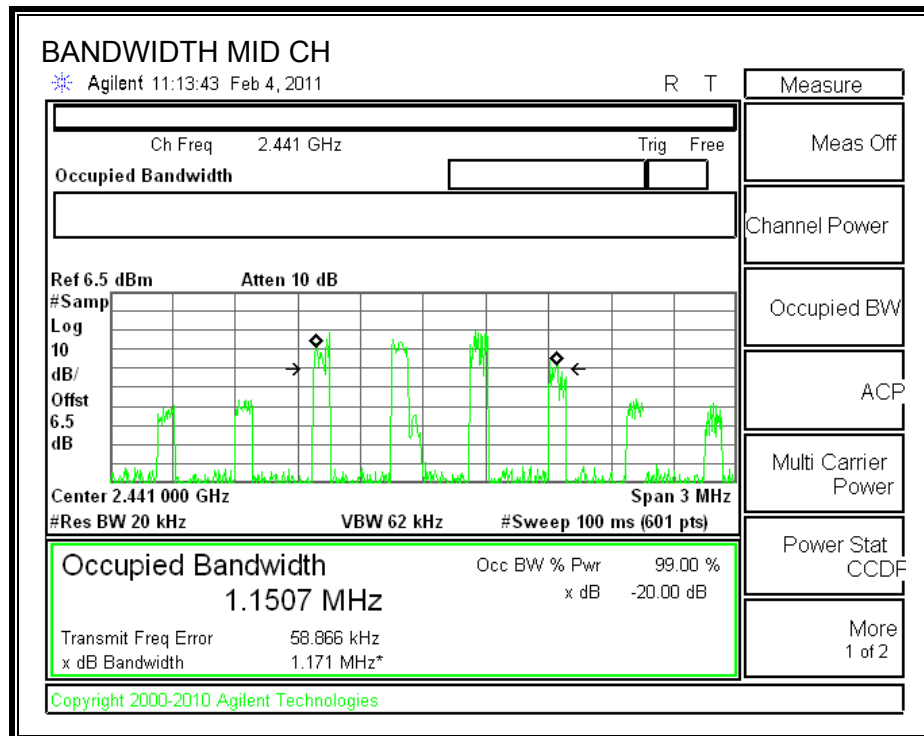 BANDWIDTH MID CH
Agilent 11:13:43 Feb 4, 2011 R T
Measure
Ch Freq 2.441 GHz Trig Free
Meas Off
Occupied Bandwidth
Channel Power
Ref 6.5 dBm Atten 10 dB
#Samp
Log
10
dB/
Offst
6.5
dB
Occupied BW
ACP
Multi Carrier
Power
Center 2.441 000 GHz Span 3 MHz
#Res BW 20 kHz VBW 62 kHz #Sweep 100 ms (601 pts)
Power Stat
CCDF
Occupied Bandwidth Occ BW % Pwr 99.00 %
1.1507 MHz x dB -20.00 dB
Transmit Freq Error 58.866 kHz
x dB Bandwidth 1.171 MHz*
More
1 of 2
Copyright 2000-2010 Agilent Technologies